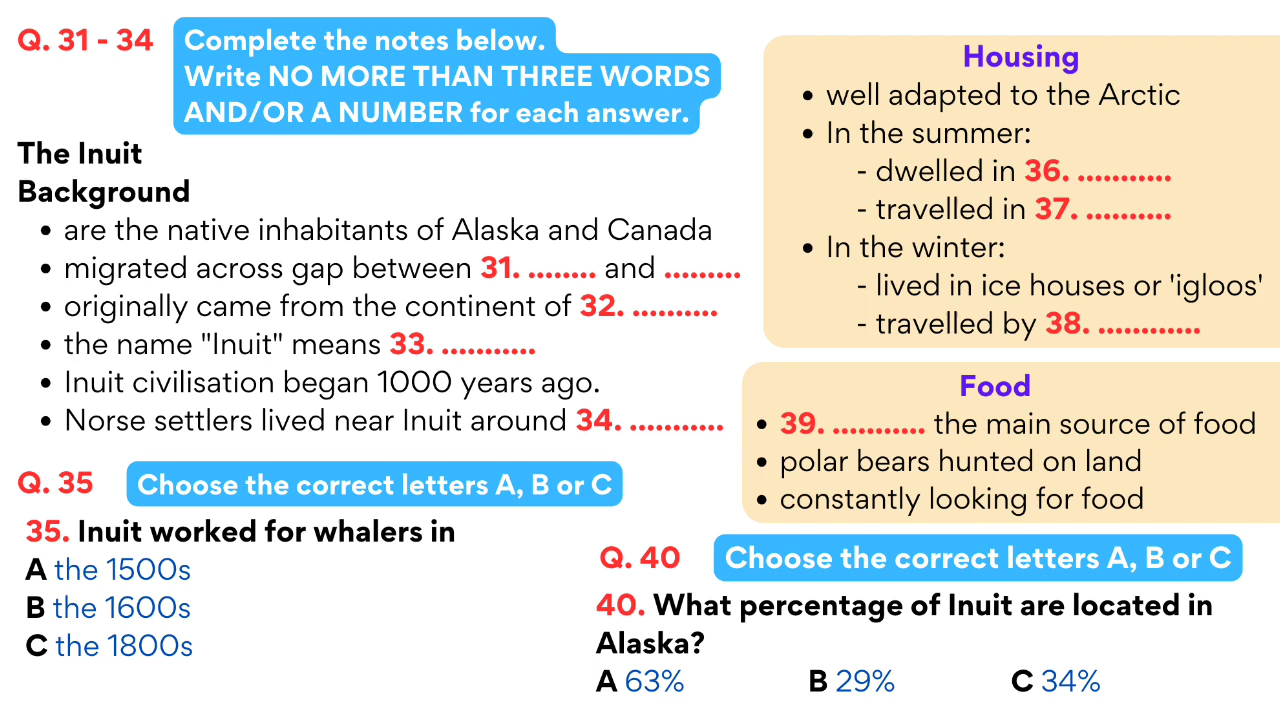 Q. 31 - 34
Complete the notes below.
Write NO MORE THAN THREE WORDS
AND/OR A NUMBER for each answer.
The Inuit
Background
• are the native inhabitants of Alaska and Canada
• migrated across gap between 31. ........ and .........
• originally came from the continent of 32. ..........
• the name "Inuit" means 33. ...........
• Inuit civilisation began 1000 years ago.
• Norse settlers lived near Inuit around 34. ...........
Q. 35
Choose the correct letters A, B or C
35. Inuit worked for whalers in
A the 1500s
B the 1600s
C the 1800s
Housing
• well adapted to the Arctic
• In the summer:
- dwelled in 36. ...........
- travelled in 37. ..........
• In the winter:
- lived in ice houses or 'igloos'
- travelled by 38. ............
Food
• 39. ........... the main source of food
• polar bears hunted on land
• constantly looking for food
Q. 40
Choose the correct letters A, B or C
40. What percentage of Inuit are located in
Alaska?
A 63% B 29% C 34%